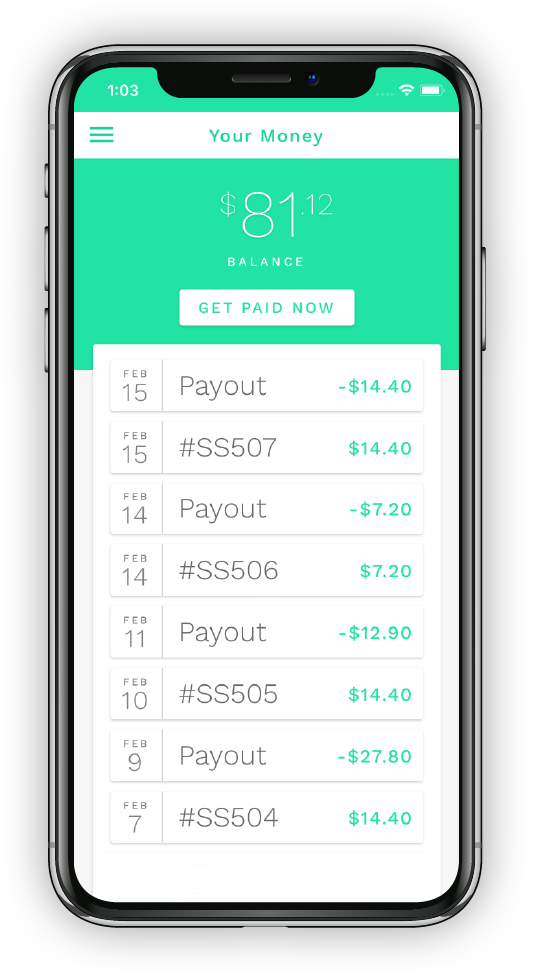 1:03
Your Money
$81.12
BALANCE
GET PAID NOW
FEB 15 Payout -$14.40
FEB 15 #SS507 $14.40
FEB 14 Payout -$7.20
FEB 14 #SS506 $7.20
FEB 11 Payout -$12.90
FEB 10 #SS505 $14.40
FEB 9 Payout -$27.80
FEB 7 #SS504 $14.40